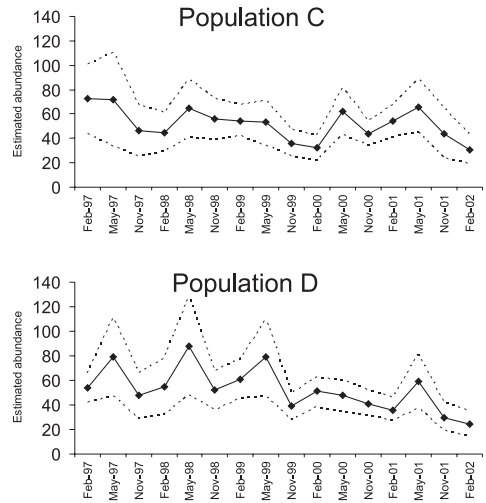 Population C
Estimated abundance
140
120
100
80
60
40
20
0
Feb-97
May-97
Nov-97
Feb-98
May-98
Nov-98
Feb-99
May-99
Nov-99
Feb-00
May-00
Nov-00
Feb-01
May-01
Nov-01
Feb-02
Population D
Estimated abundance
140
120
100
80
60
40
20
0
Feb-97
May-97
Nov-97
Feb-98
May-98
Nov-98
Feb-99
May-99
Nov-99
Feb-00
May-00
Nov-00
Feb-01
May-01
Nov-01
Feb-02